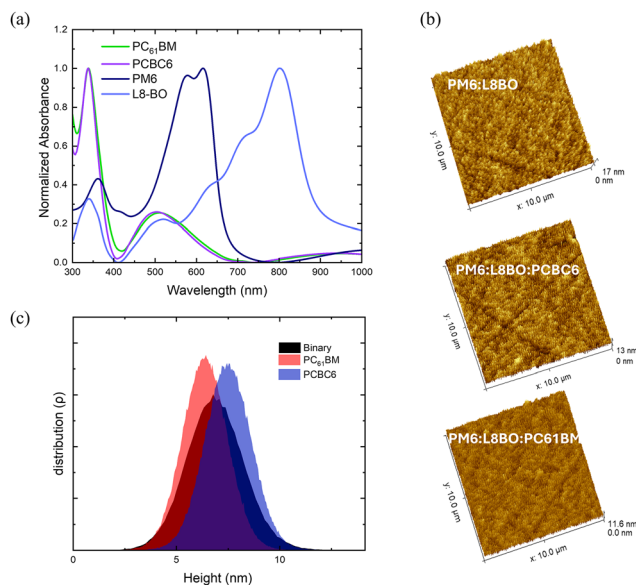 (a)
Normalized Absorbance
1.2
1.0
0.8
0.6
0.4
0.2
0.0
PC61BM
PCBC6
PM6
L8-BO
300 400 500 600 700 800 900 1000
Wavelength (nm)
(b)
PM6:L8BO
y: 10.0 µm
x: 10.0 µm
17 nm
0 nm
PM6:L8BO:PCBC6
y: 10.0 µm
x: 10.0 µm
13 nm
0 nm
PM6:L8BO:PC61BM
y: 10.0 µm
x: 10.0 µm
11.6 nm
0.0 nm
(c)
distribution (ρ)
Binary
PC61BM
PCBC6
0 5 10
Height (nm)